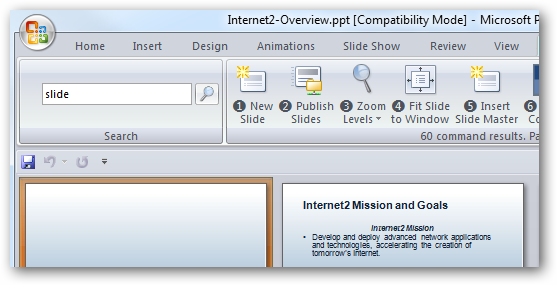 Internet2-Overview.ppt [Compatibility Mode] - Microsoft P
Home Insert Design Animations Slide Show Review View
slide
1 New Slide
2 Publish Slides
3 Zoom Levels
4 Fit Slide to Window
5 Insert Slide Master
6 Co
Search
60 command results. Pa
Internet2 Mission and Goals
Internet2 Mission
• Develop and deploy advanced network applications
and technologies, accelerating the creation of
tomorrow's internet.